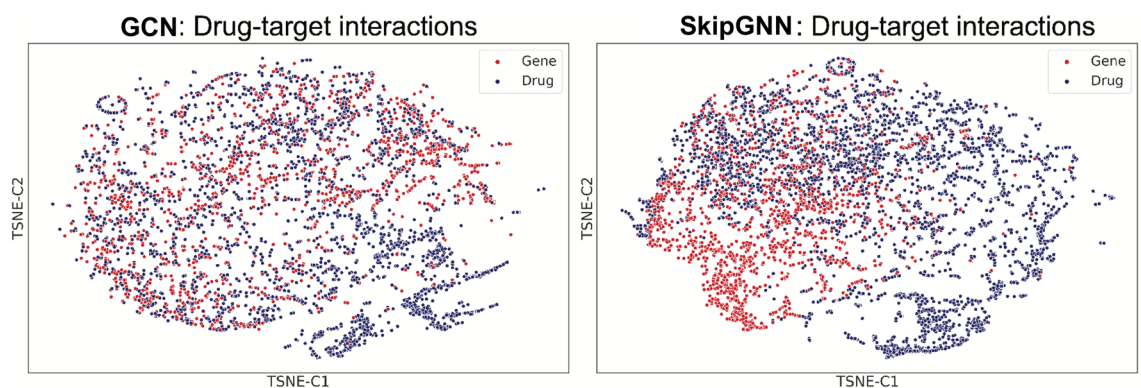 GCN: Drug-target interactions
Gene
Drug
TSNE-C2
TSNE-C1
SkipGNN: Drug-target interactions
Gene
Drug
TSNE-C2
TSNE-C1